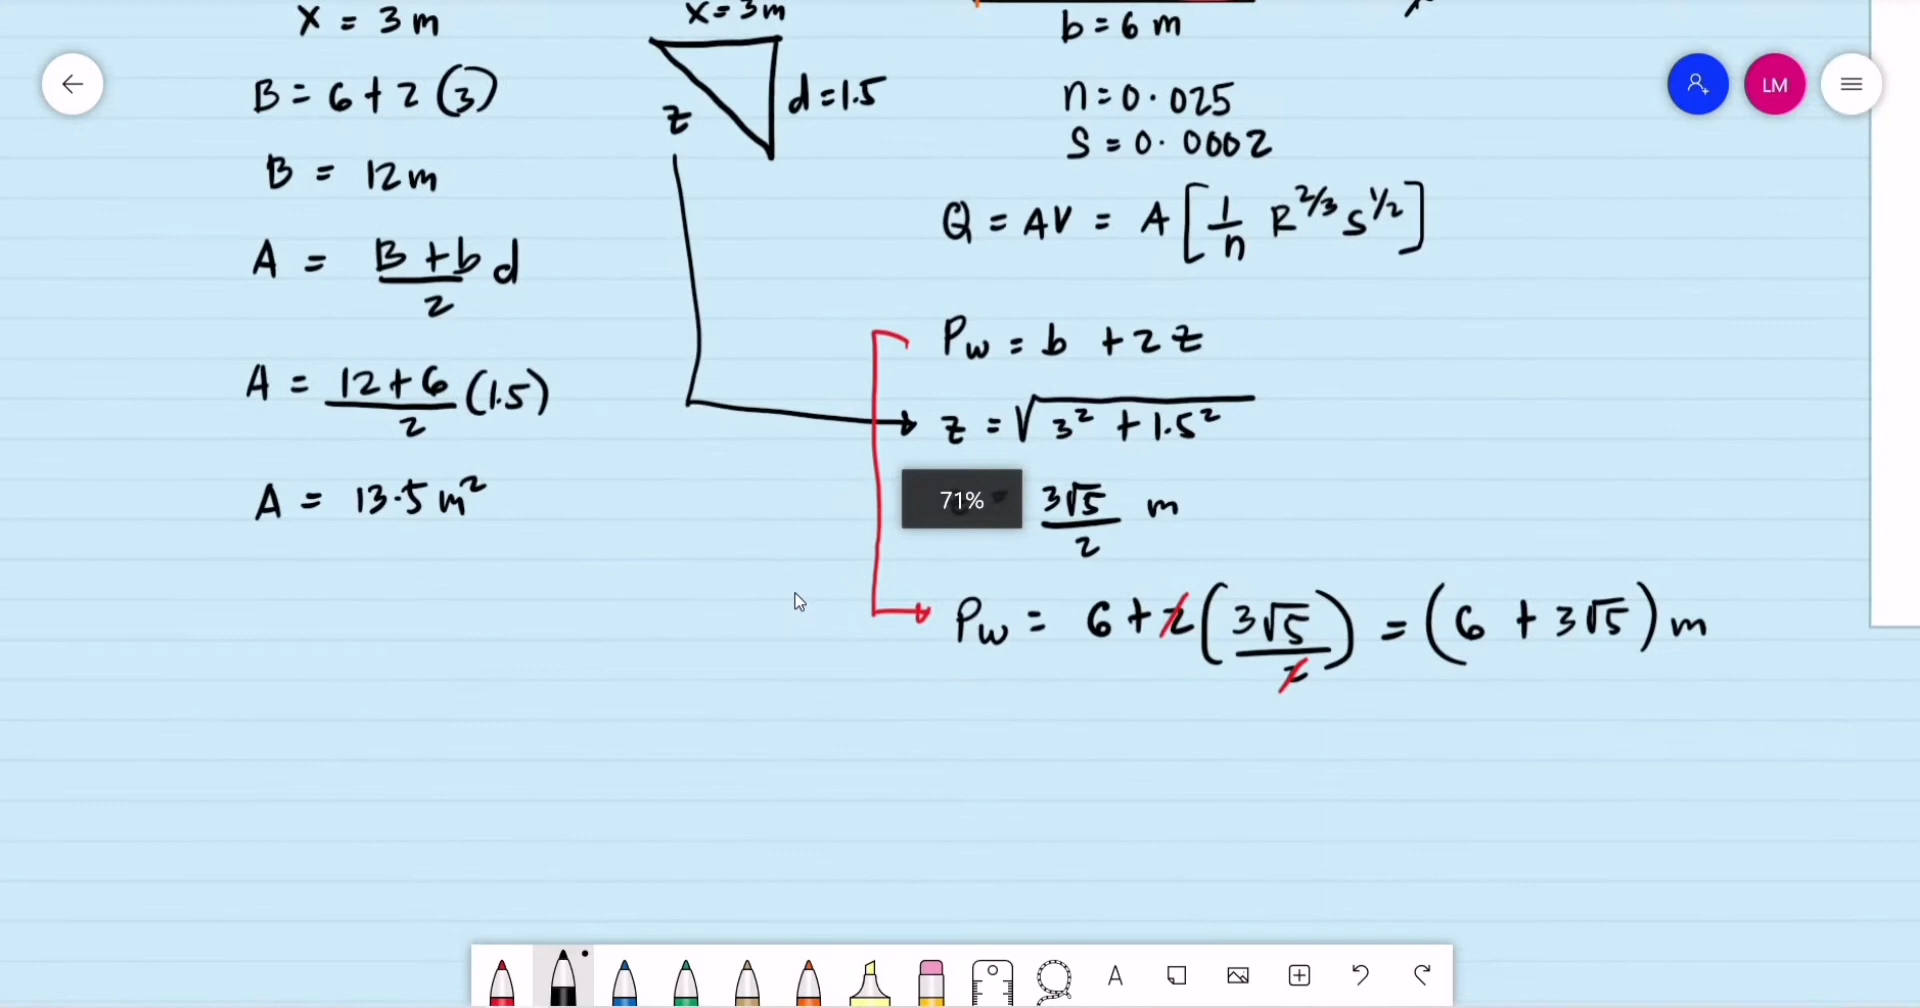 x = 3 m
B = 6 + 2 (3)
B = 12 m
A = B + b / 2 d
A = 12 + 6 / 2 (1.5)
A = 13.5 m²
x = 3 m
d = 1.5
z
b = 6 m
n = 0.025
S = 0.0002
Q = AV = A [ 1/n R^2/3 S^1/2 ]
Pw = b + 2 z
z = √ 3² + 1.5²
71%
3√5 / 2 m
Pw = 6 + 2 ( 3√5 / 2 ) = ( 6 + 3√5 ) m
LM
A